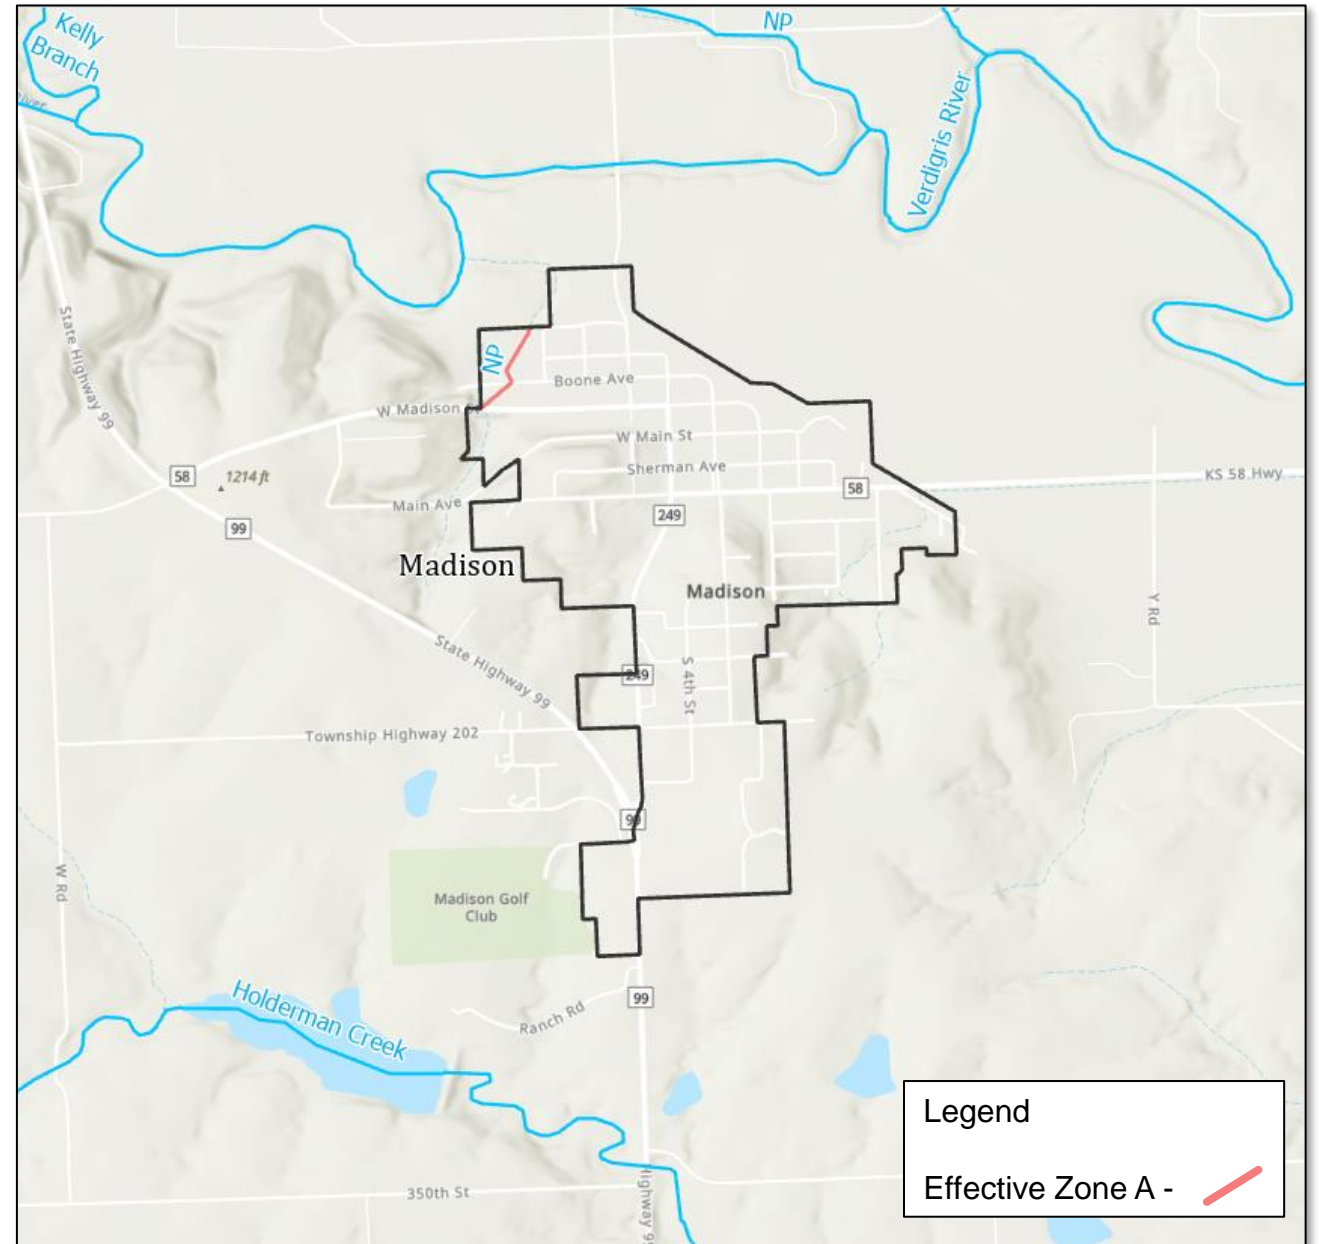 Kelly
Branch
NP
Verdigris River
State Highway 99
NP
Boone Ave
W Madison
W Main St
Sherman Ave
58
1214 ft
58
KS 58 Hwy
Main Ave
249
99
Madison
Madison
Y Rd
State Highway 99
249
S 4th St
Township Highway 202
99
W Rd
Madison Golf
Club
Holderman Creek
99
Ranch Rd
Legend
Effective Zone A -
350th St
Highway 99